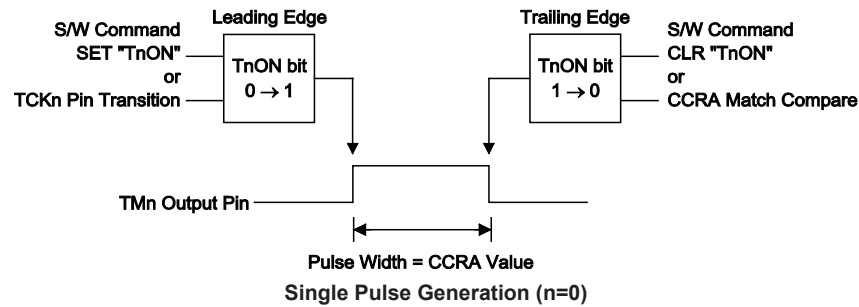 Leading Edge
S/W Command
SET "TnON"
or
TCKn Pin Transition
TnON bit
0 → 1
Trailing Edge
TnON bit
1 → 0
S/W Command
CLR "TnON"
or
CCRA Match Compare
TMn Output Pin
Pulse Width = CCRA Value
Single Pulse Generation (n=0)